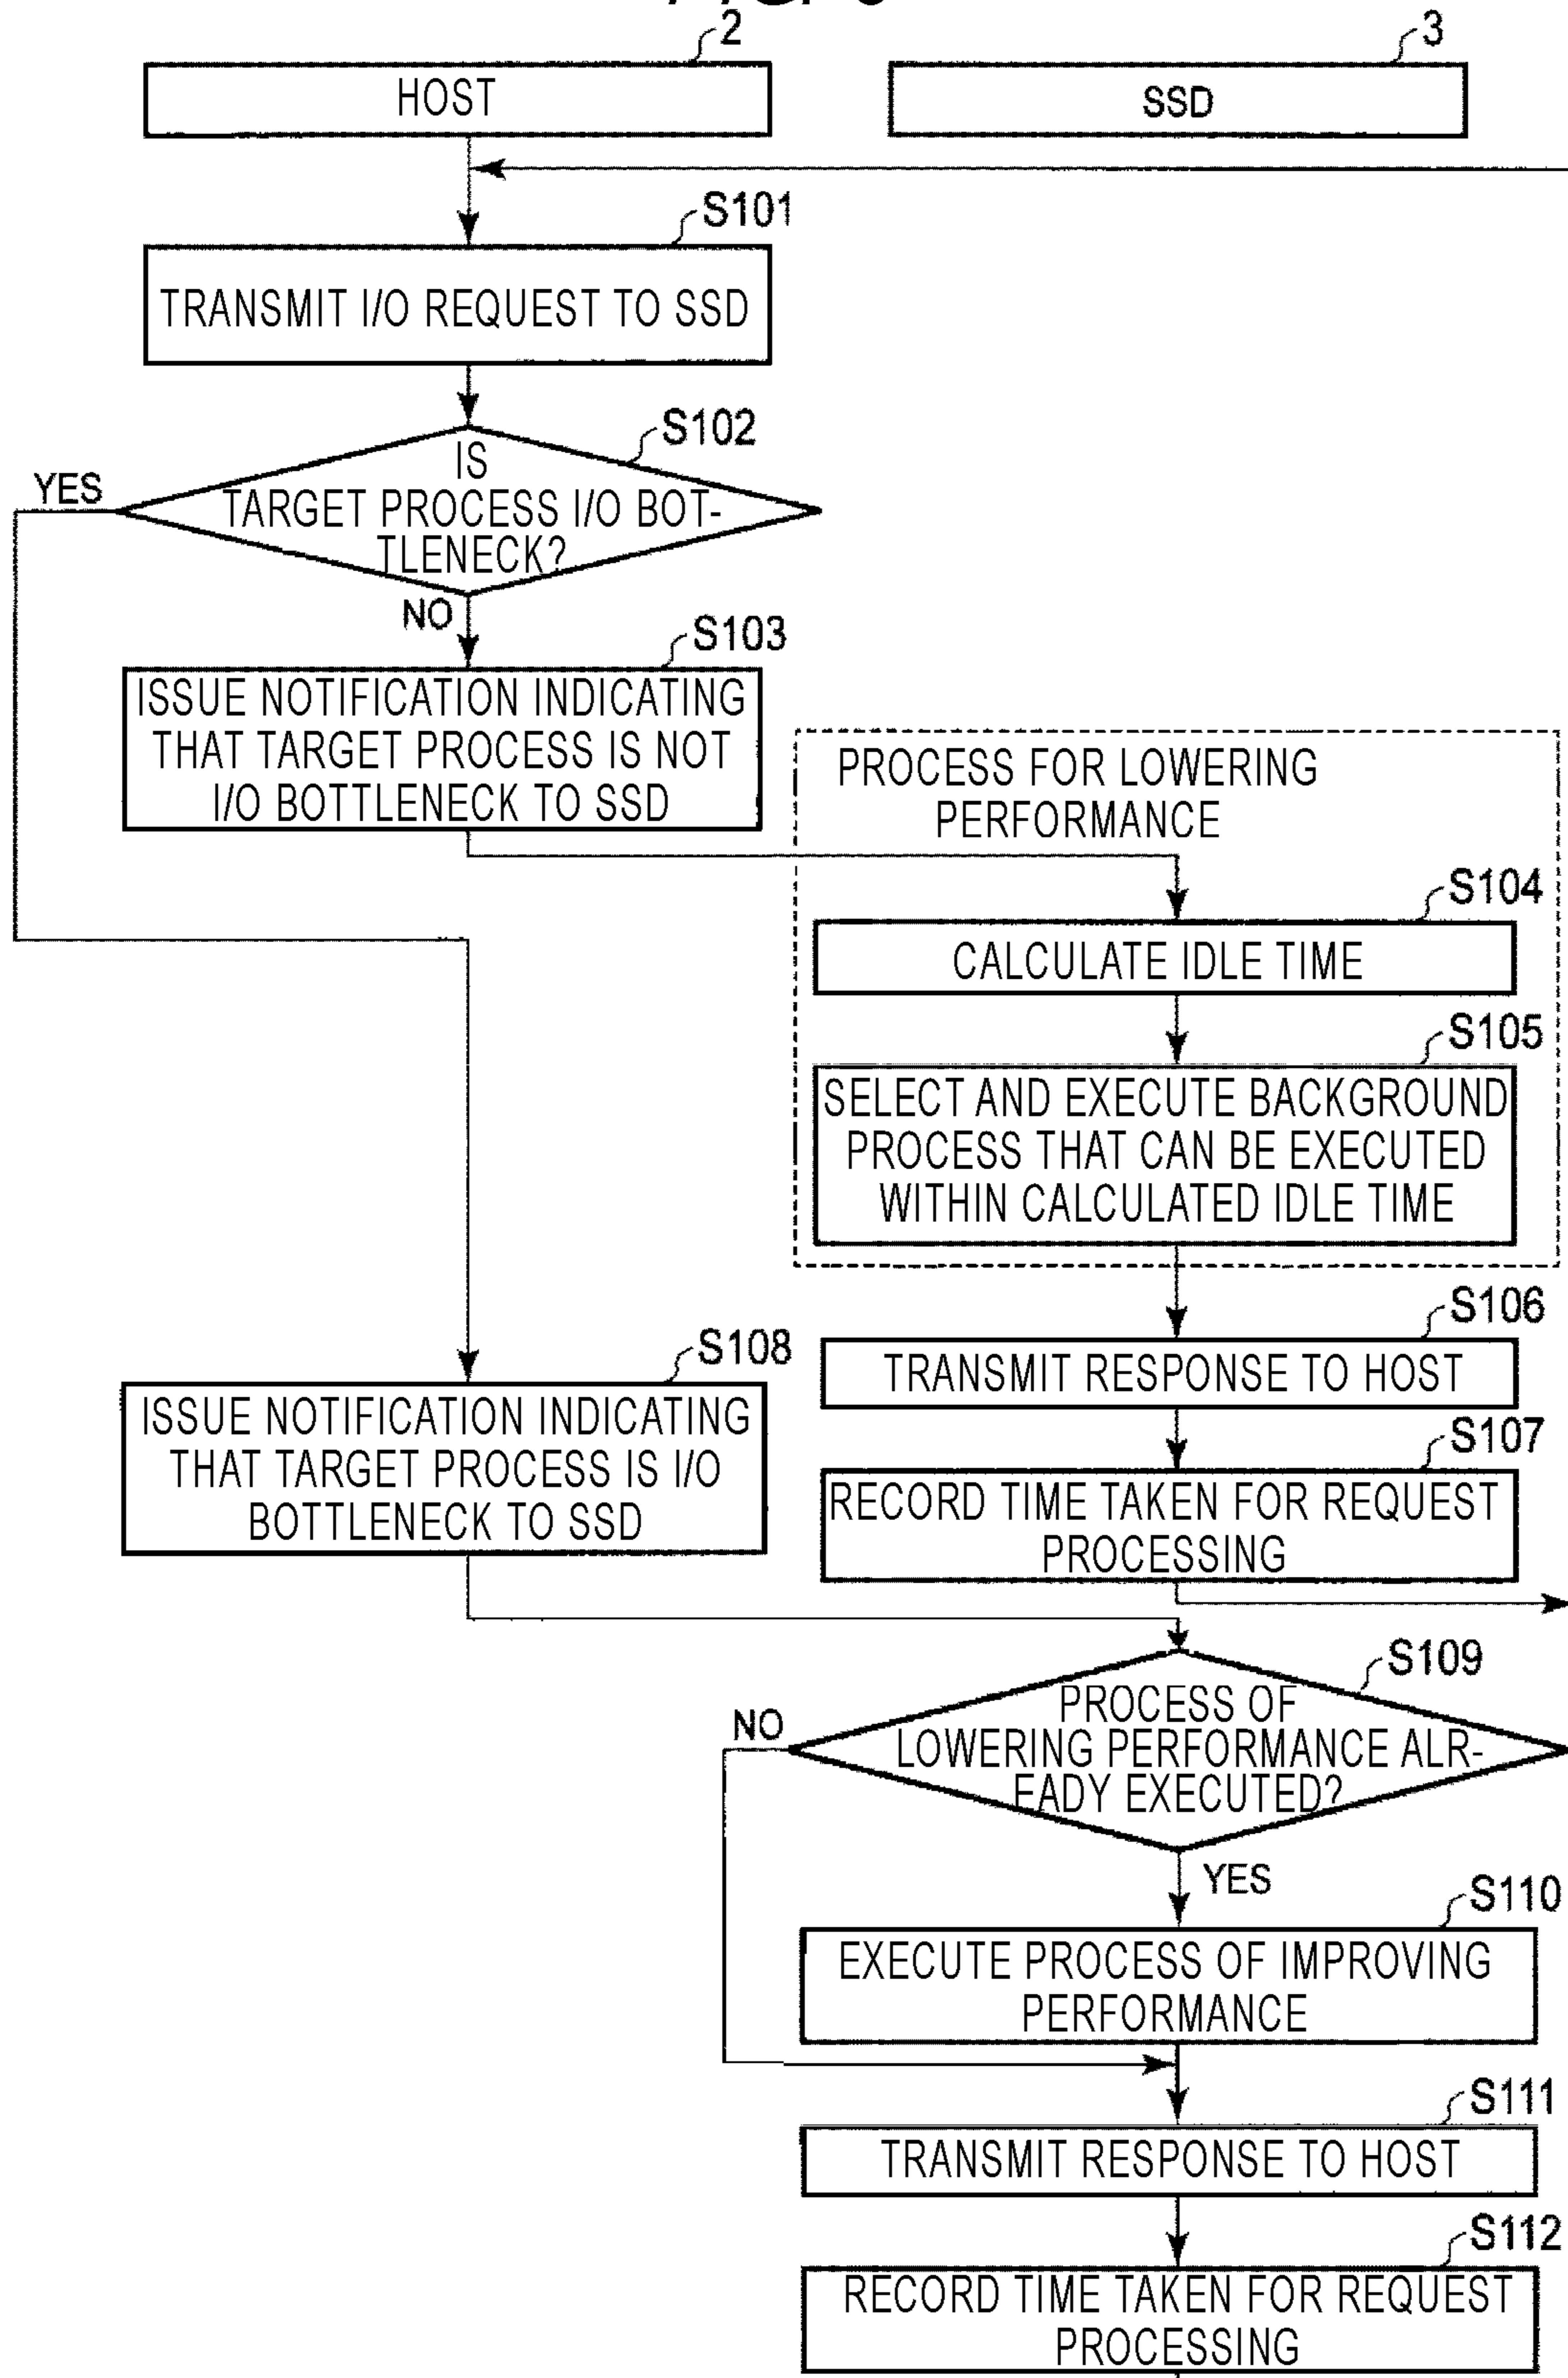 2
3
HOST
SSD
S101
TRANSMIT I/O REQUEST TO SSD
S102
IS
TARGET PROCESS I/O BOT-
TLENECK?
YES
NO
S103
ISSUE NOTIFICATION INDICATING
THAT TARGET PROCESS IS NOT
I/O BOTTLENECK TO SSD
PROCESS FOR LOWERING
PERFORMANCE
S104
CALCULATE IDLE TIME
S105
SELECT AND EXECUTE BACKGROUND
PROCESS THAT CAN BE EXECUTED
WITHIN CALCULATED IDLE TIME
S106
TRANSMIT RESPONSE TO HOST
S107
RECORD TIME TAKEN FOR REQUEST
PROCESSING
S108
ISSUE NOTIFICATION INDICATING
THAT TARGET PROCESS IS I/O
BOTTLENECK TO SSD
S109
PROCESS OF
LOWERING PERFORMANCE ALR-
EADY EXECUTED?
NO
YES
S110
EXECUTE PROCESS OF IMPROVING
PERFORMANCE
S111
TRANSMIT RESPONSE TO HOST
S112
RECORD TIME TAKEN FOR REQUEST
PROCESSING